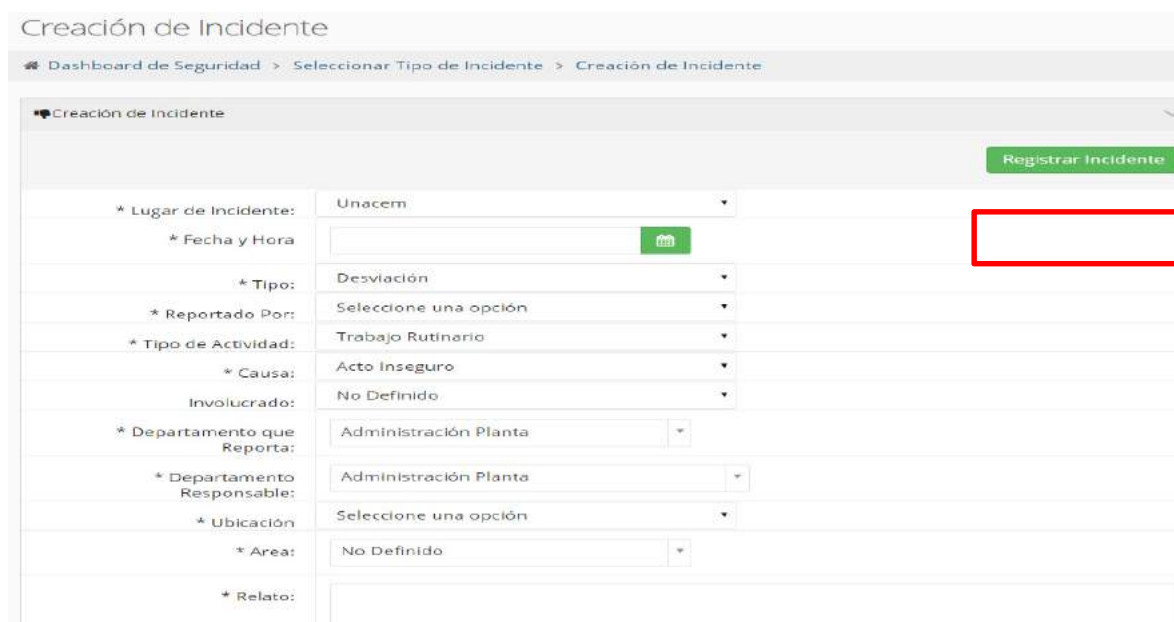 Creación de Incidente
Dashboard de Seguridad > Seleccionar Tipo de Incidente > Creación de Incidente
Creación de Incidente
Registrar Incidente
* Lugar de Incidente: Unacem
* Fecha y Hora
* Tipo: Desviación
* Reportado Por: Seleccione una opción
* Tipo de Actividad: Trabajo Rutinario
* Causa: Acto Inseguro
Involucrado: No Definido
* Departamento que Reporta: Administración Planta
* Departamento Responsable: Administración Planta
* Ubicación Seleccione una opción
* Area: No Definido
* Relato: